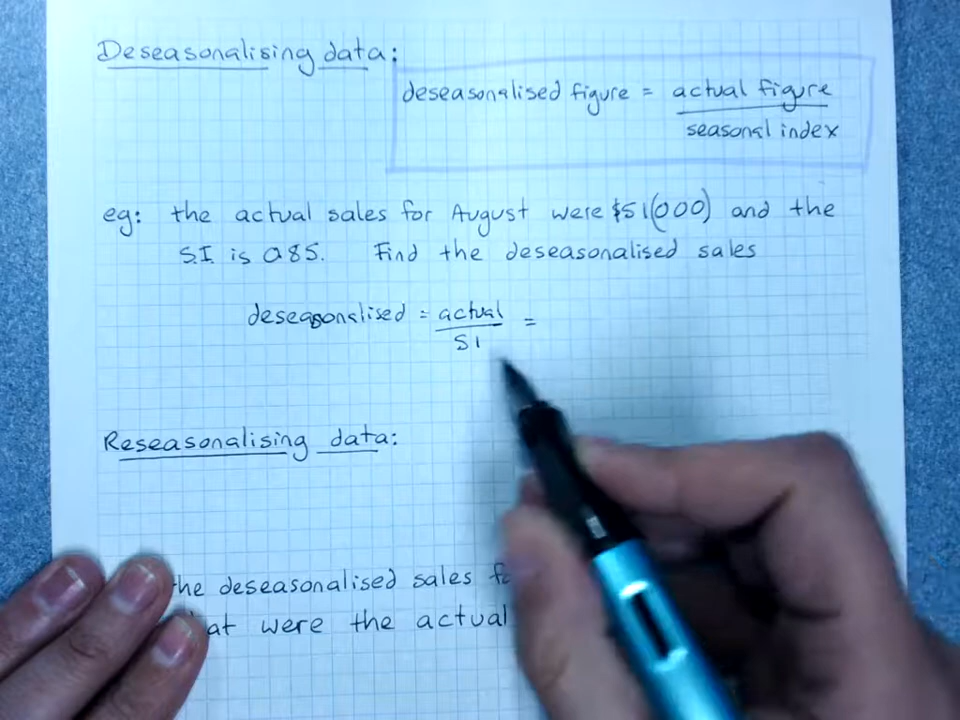 Deseasonalising data:
deseasonalised figure = actual figure
seasonal index
eg: the actual sales for August were $51(000) and the
S.I. is 0.85. Find the deseasonalised sales
deseasonalised = actual =
SI
Reseasonalising data:
the deseasonalised sales
were the actual